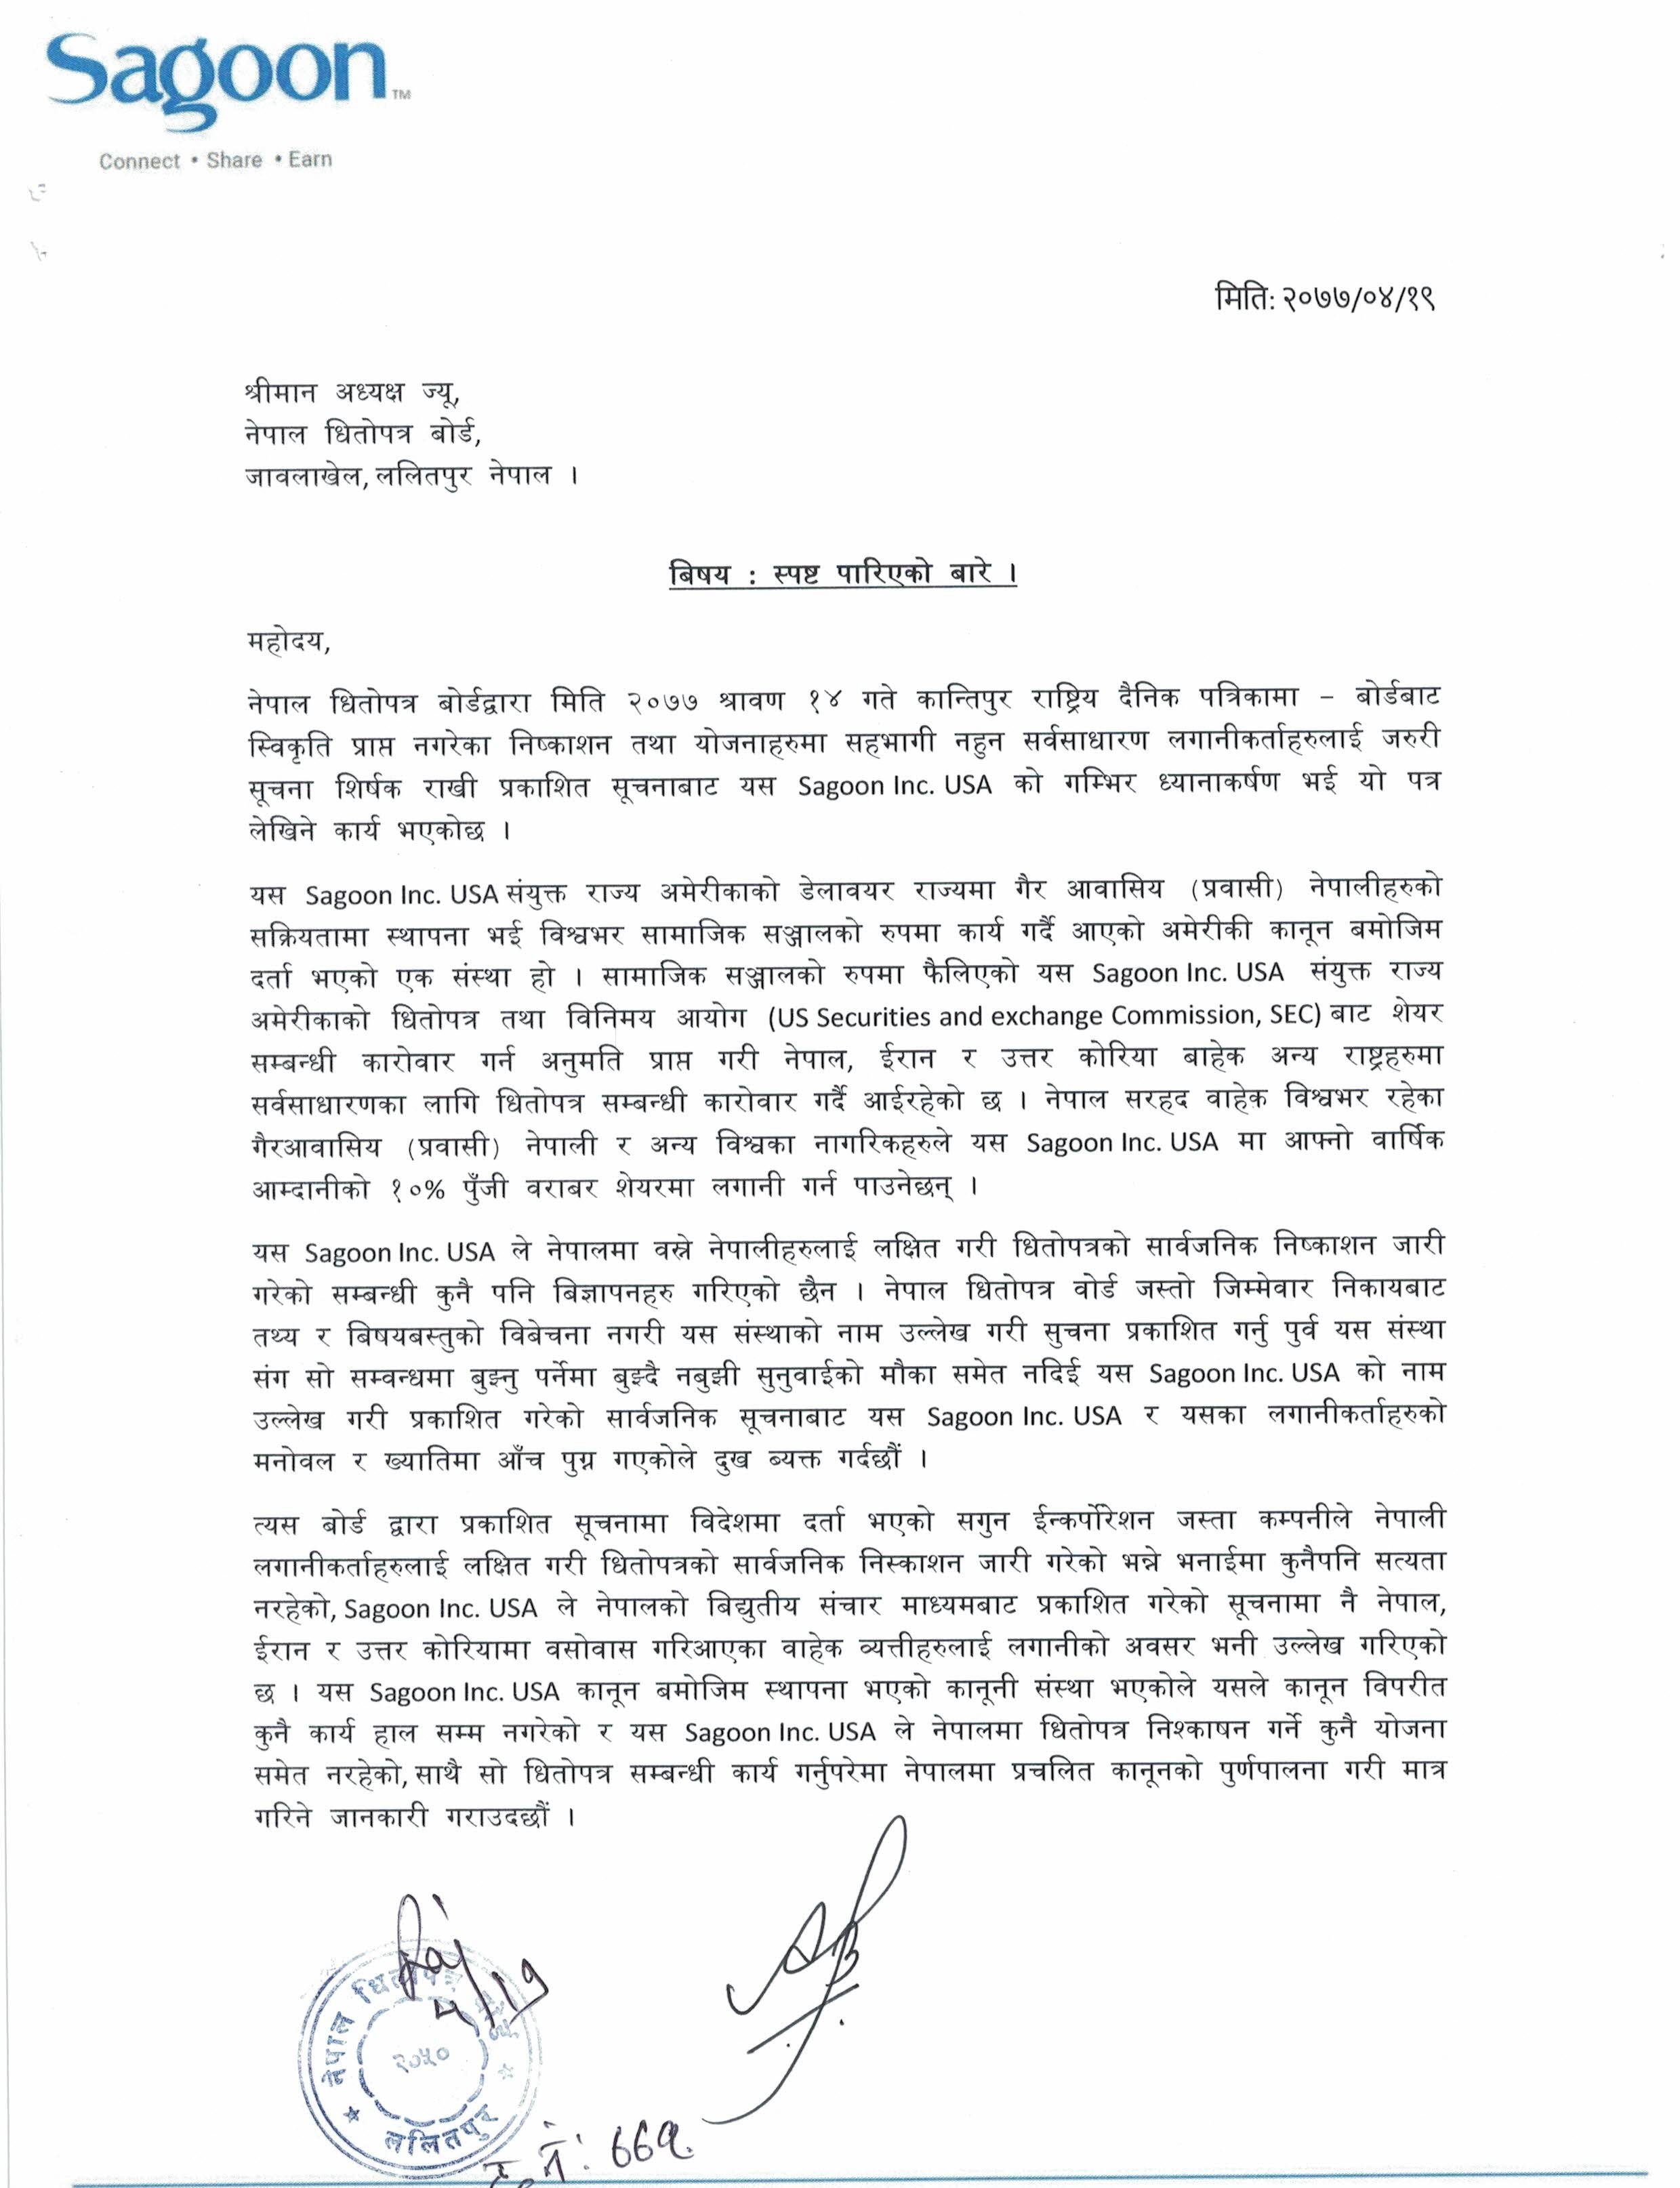 Sagoon™
Connect • Share • Earn
मिति: २०७७/०४/१९
श्रीमान अध्यक्ष ज्यू,
नेपाल धितोपत्र बोर्ड,
जावलाखेल, ललितपुर नेपाल ।
बिषय : स्पष्ट पारिएको बारे ।
महोदय,
नेपाल धितोपत्र बोर्डद्वारा मिति २०७७ श्रावण १४ गते कान्तिपुर राष्ट्रिय दैनिक पत्रिकामा – बोर्डबाट
स्विकृति प्राप्त नगरेका निष्काशन तथा योजनाहरुमा सहभागी नहुन सर्वसाधारण लगानीकर्ताहरुलाई जरुरी
सूचना शिर्षक राखी प्रकाशित सूचनाबाट यस Sagoon Inc. USA को गम्भिर ध्यानाकर्षण भई यो पत्र
लेखिने कार्य भएकोछ ।
यस Sagoon Inc. USA संयुक्त राज्य अमेरीकाको डेलावयर राज्यमा गैर आवासिय (प्रवासी) नेपालीहरुको
सक्रियतामा स्थापना भई विश्वभर सामाजिक सञ्जालको रुपमा कार्य गर्दै आएको अमेरीकी कानून बमोजिम
दर्ता भएको एक संस्था हो । सामाजिक सञ्जालको रुपमा फैलिएको यस Sagoon Inc. USA संयुक्त राज्य
अमेरीकाको धितोपत्र तथा विनिमय आयोग (US Securities and exchange Commission, SEC) बाट शेयर
सम्बन्धी कारोवार गर्न अनुमति प्राप्त गरी नेपाल, ईरान र उत्तर कोरिया बाहेक अन्य राष्ट्रहरुमा
सर्वसाधारणका लागि धितोपत्र सम्बन्धी कारोवार गर्दै आईरहेको छ । नेपाल सरहद वाहेक विश्वभर रहेका
गैरआवासिय (प्रवासी) नेपाली र अन्य विश्वका नागरिकहरुले यस Sagoon Inc. USA मा आफ्नो वार्षिक
आम्दानीको १०% पुँजी वराबर शेयरमा लगानी गर्न पाउनेछन् ।
यस Sagoon Inc. USA ले नेपालमा वस्ने नेपालीहरुलाई लक्षित गरी धितोपत्रको सार्वजनिक निष्काशन जारी
गरेको सम्बन्धी कुनै पनि बिज्ञापनहरु गरिएको छैन । नेपाल धितोपत्र वोर्ड जस्तो जिम्मेवार निकायबाट
तथ्य र बिषयबस्तुको विबेचना नगरी यस संस्थाको नाम उल्लेख गरी सुचना प्रकाशित गर्नु पुर्व यस संस्था
संग सो सम्वन्धमा बुझ्नु पर्नेमा बुझ्दै नबुझी सुनुवाईको मौका समेत नदिई यस Sagoon Inc. USA को नाम
उल्लेख गरी प्रकाशित गरेको सार्वजनिक सूचनाबाट यस Sagoon Inc. USA र यसका लगानीकर्ताहरुको
मनोवल र ख्यातिमा आँच पुग्न गएकोले दुख ब्यक्त गर्दछौं ।
त्यस बोर्ड द्वारा प्रकाशित सूचनामा विदेशमा दर्ता भएको सगुन ईन्कर्पोरेशन जस्ता कम्पनीले नेपाली
लगानीकर्ताहरुलाई लक्षित गरी धितोपत्रको सार्वजनिक निस्काशन जारी गरेको भन्ने भनाईमा कुनैपनि सत्यता
नरहेको, Sagoon Inc. USA ले नेपालको बिद्युतीय संचार माध्यमबाट प्रकाशित गरेको सूचनामा नै नेपाल,
ईरान र उत्तर कोरियामा वसोवास गरिआएका वाहेक व्यत्तीहरुलाई लगानीको अवसर भनी उल्लेख गरिएको
छ । यस Sagoon Inc. USA कानून बमोजिम स्थापना भएको कानूनी संस्था भएकोले यसले कानून विपरीत
कुनै कार्य हाल सम्म नगरेको र यस Sagoon Inc. USA ले नेपालमा धितोपत्र निश्काषन गर्ने कुनै योजना
समेत नरहेको, साथै सो धितोपत्र सम्बन्धी कार्य गर्नुपरेमा नेपालमा प्रचलित कानूनको पुर्णपालना गरी मात्र
गरिने जानकारी गराउदछौं ।
४/१९
नेपाल धितोपत्र
२०५०
ललितपुर
द.नं: ६६९